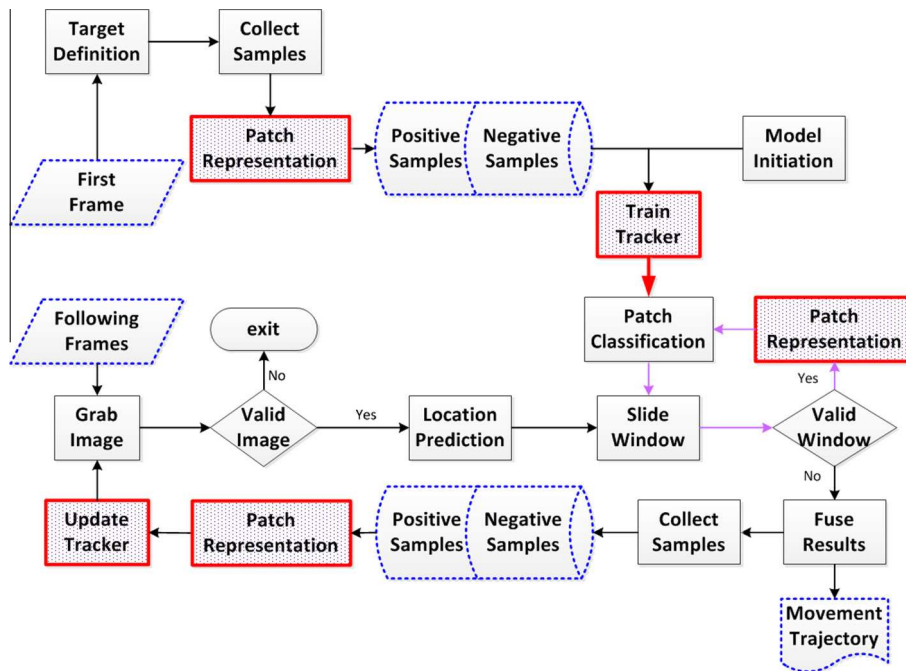 Target
Definition
Collect
Samples
Patch
Representation
Positive
Samples
Negative
Samples
Model
Initiation
First
Frame
Train
Tracker
Following
Frames
exit
Patch
Classification
Patch
Representation
No
Yes
Grab
Image
Valid
Image
Yes
Location
Prediction
Slide
Window
Valid
Window
No
Update
Tracker
Patch
Representation
Positive
Samples
Negative
Samples
Collect
Samples
Fuse
Results
Movement
Trajectory